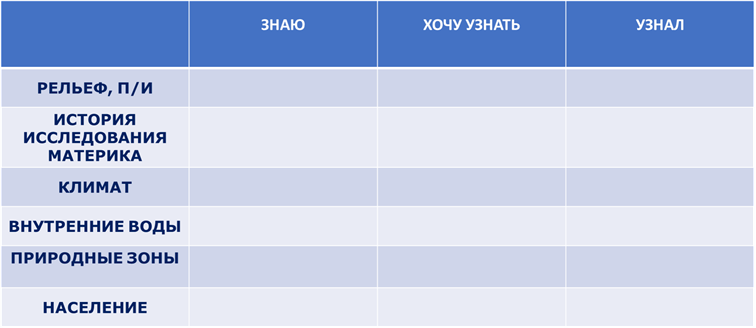 ЗНАЮ ХОЧУ УЗНАТЬ УЗНАЛ
РЕЛЬЕФ, П/И
ИСТОРИЯ
ИССЛЕДОВАНИЯ
МАТЕРИКА
КЛИМАТ
ВНУТРЕННИЕ ВОДЫ
ПРИРОДНЫЕ ЗОНЫ
НАСЕЛЕНИЕ